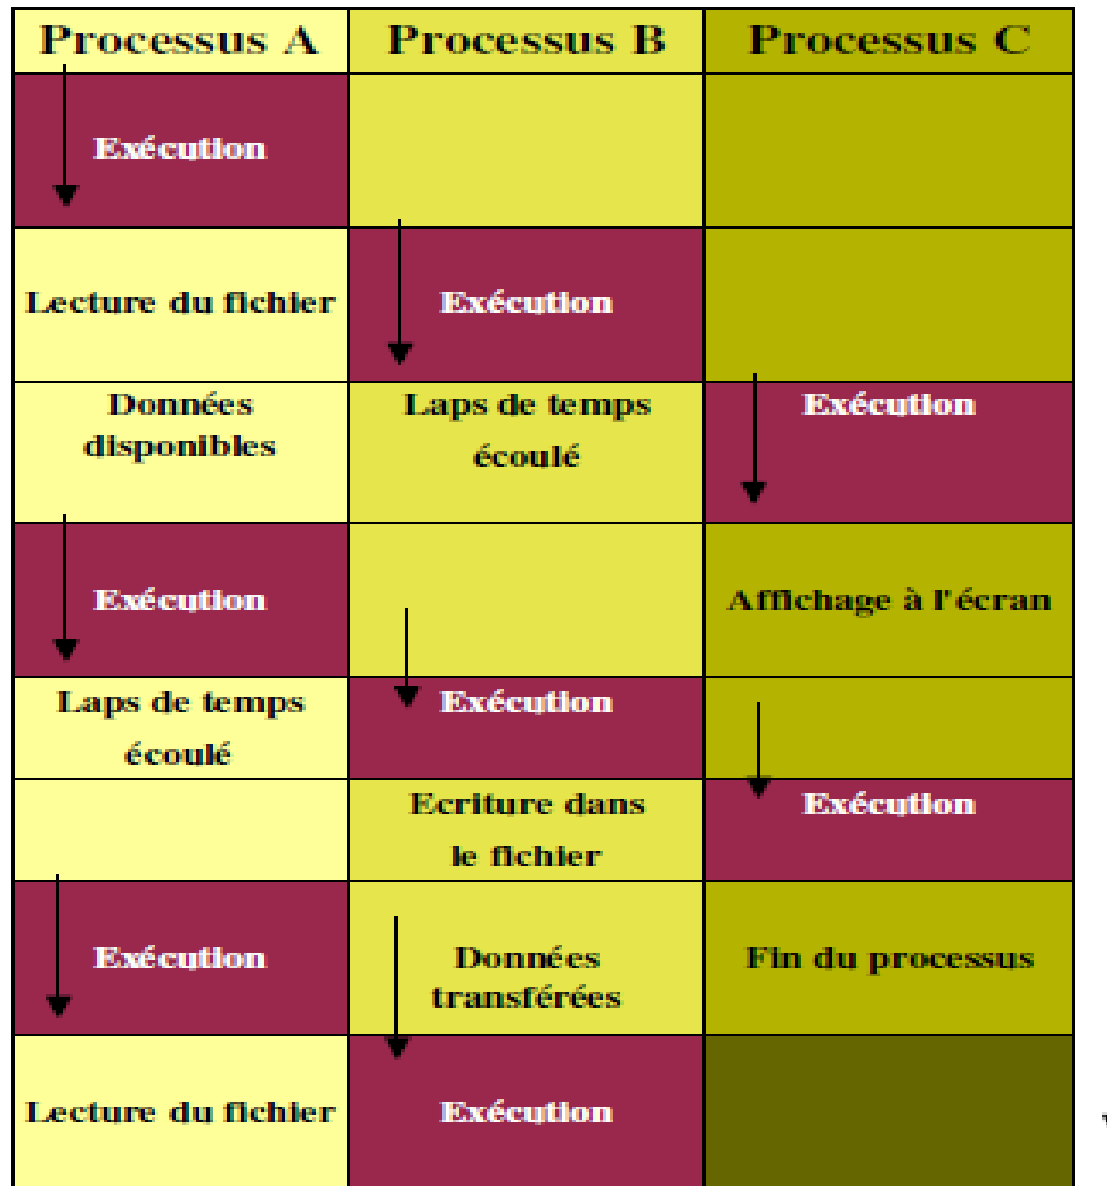 Processus A Processus B Processus C
Exécution
Lecture du fichier Exécution
Données Laps de temps Exécution
disponibles écoulé
Exécution Affichage à l'écran
Laps de temps Exécution
écoulé
Ecriture dans Exécution
le fichier
Exécution Données Fin du processus
transférées
Lecture du fichier Exécution